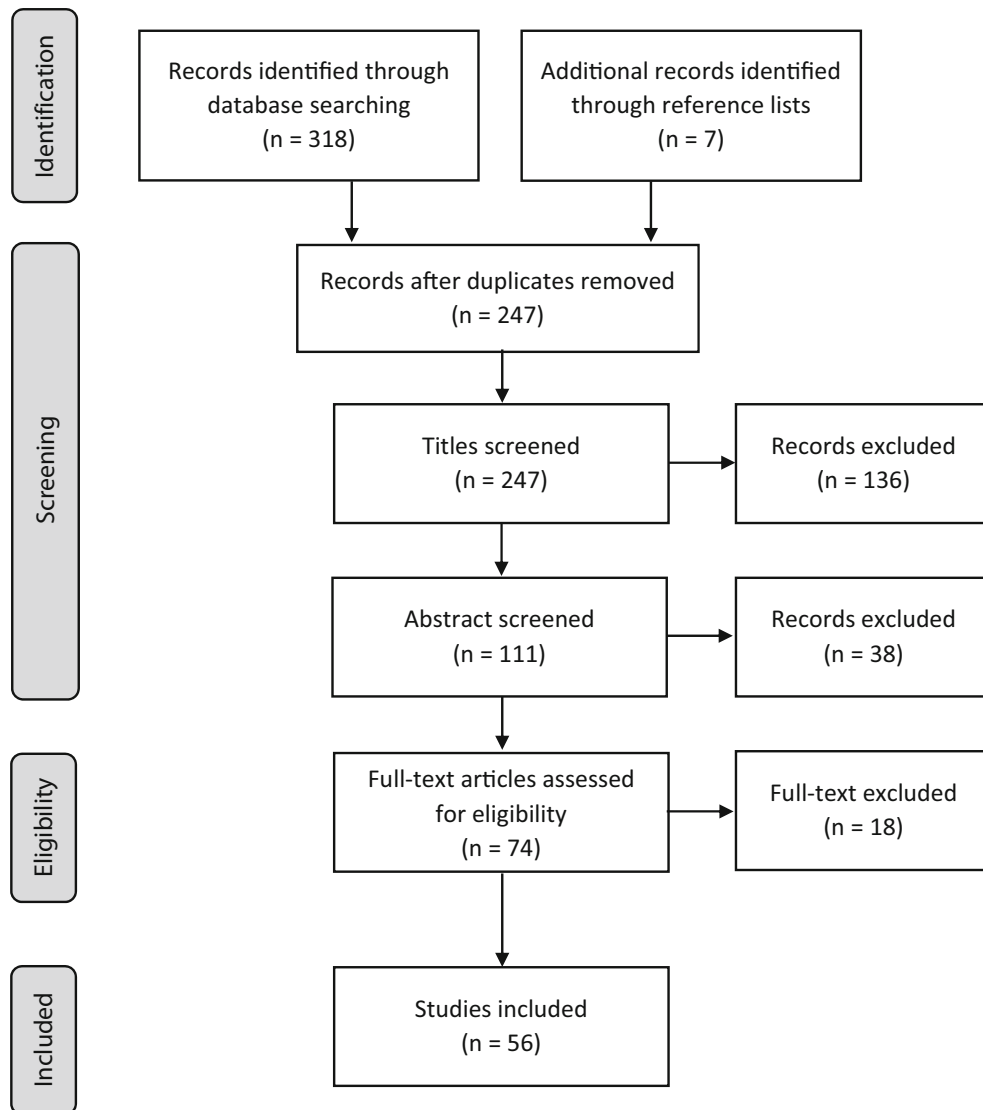 Identification
Records identified through
database searching
(n = 318)
Additional records identified
through reference lists
(n = 7)
Screening
Records after duplicates removed
(n = 247)
Titles screened
(n = 247)
Records excluded
(n = 136)
Abstract screened
(n = 111)
Records excluded
(n = 38)
Eligibility
Full-text articles assessed
for eligibility
(n = 74)
Full-text excluded
(n = 18)
Included
Studies included
(n = 56)